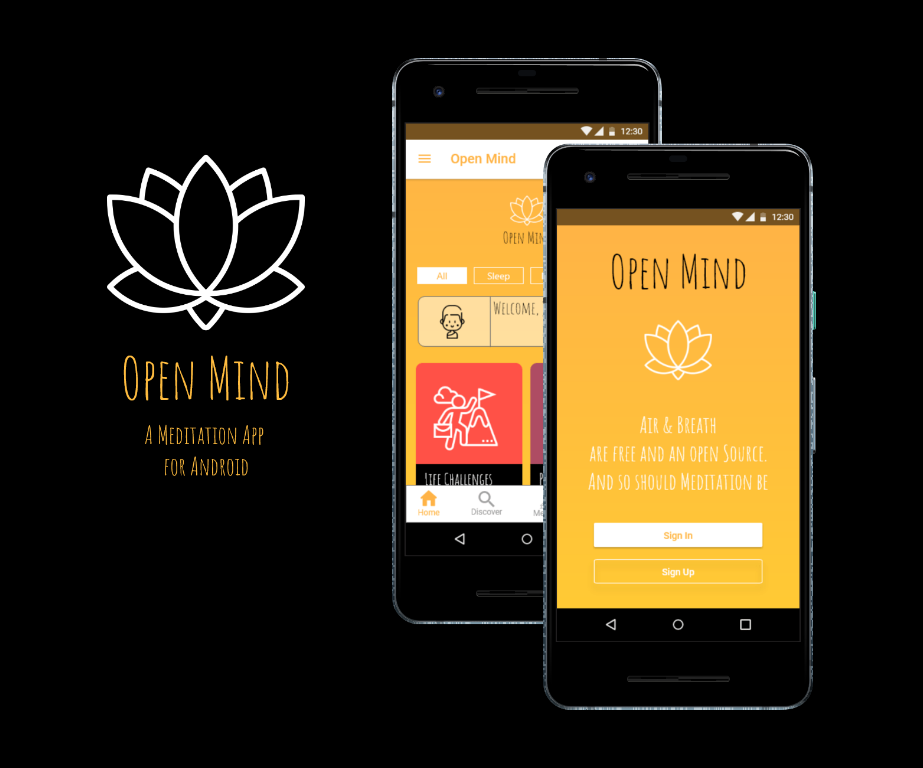 Open Mind
A Meditation App
for Android
12:30
Open Mind
Open
All
Sleep
Welcome,
Life Challenges
Home
Discover
12:30
Open Mind
Air & Breath
are free and an open Source.
And so should Meditation be
Sign In
Sign Up